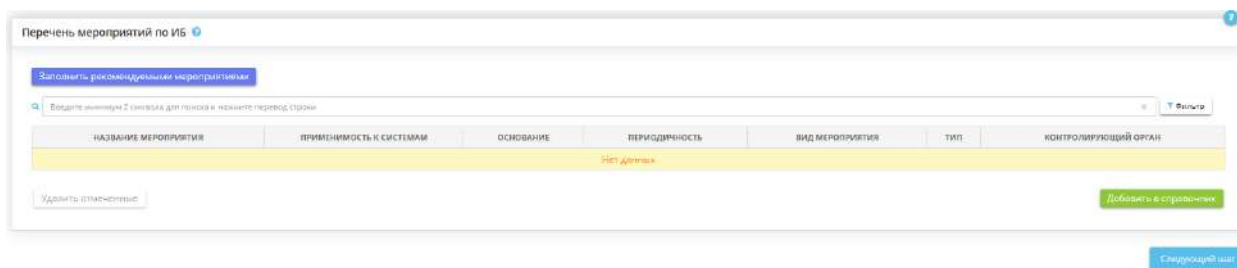 Перечень мероприятий по ИБ ?
Заполнить рекомендуемыми мероприятиями
Введите минимум 2 символа для поиска и нажмите перевод строки
Фильтр
НАЗВАНИЕ МЕРОПРИЯТИЯ ПРИМЕНИМОСТЬ К СИСТЕМАМ ОСНОВАНИЕ ПЕРИОДИЧНОСТЬ ВИД МЕРОПРИЯТИЯ ТИП КОНТРОЛИРУЮЩИЙ ОРГАН
Нет данных
Удалить отмеченные
Добавить в справочник
Следующий шаг